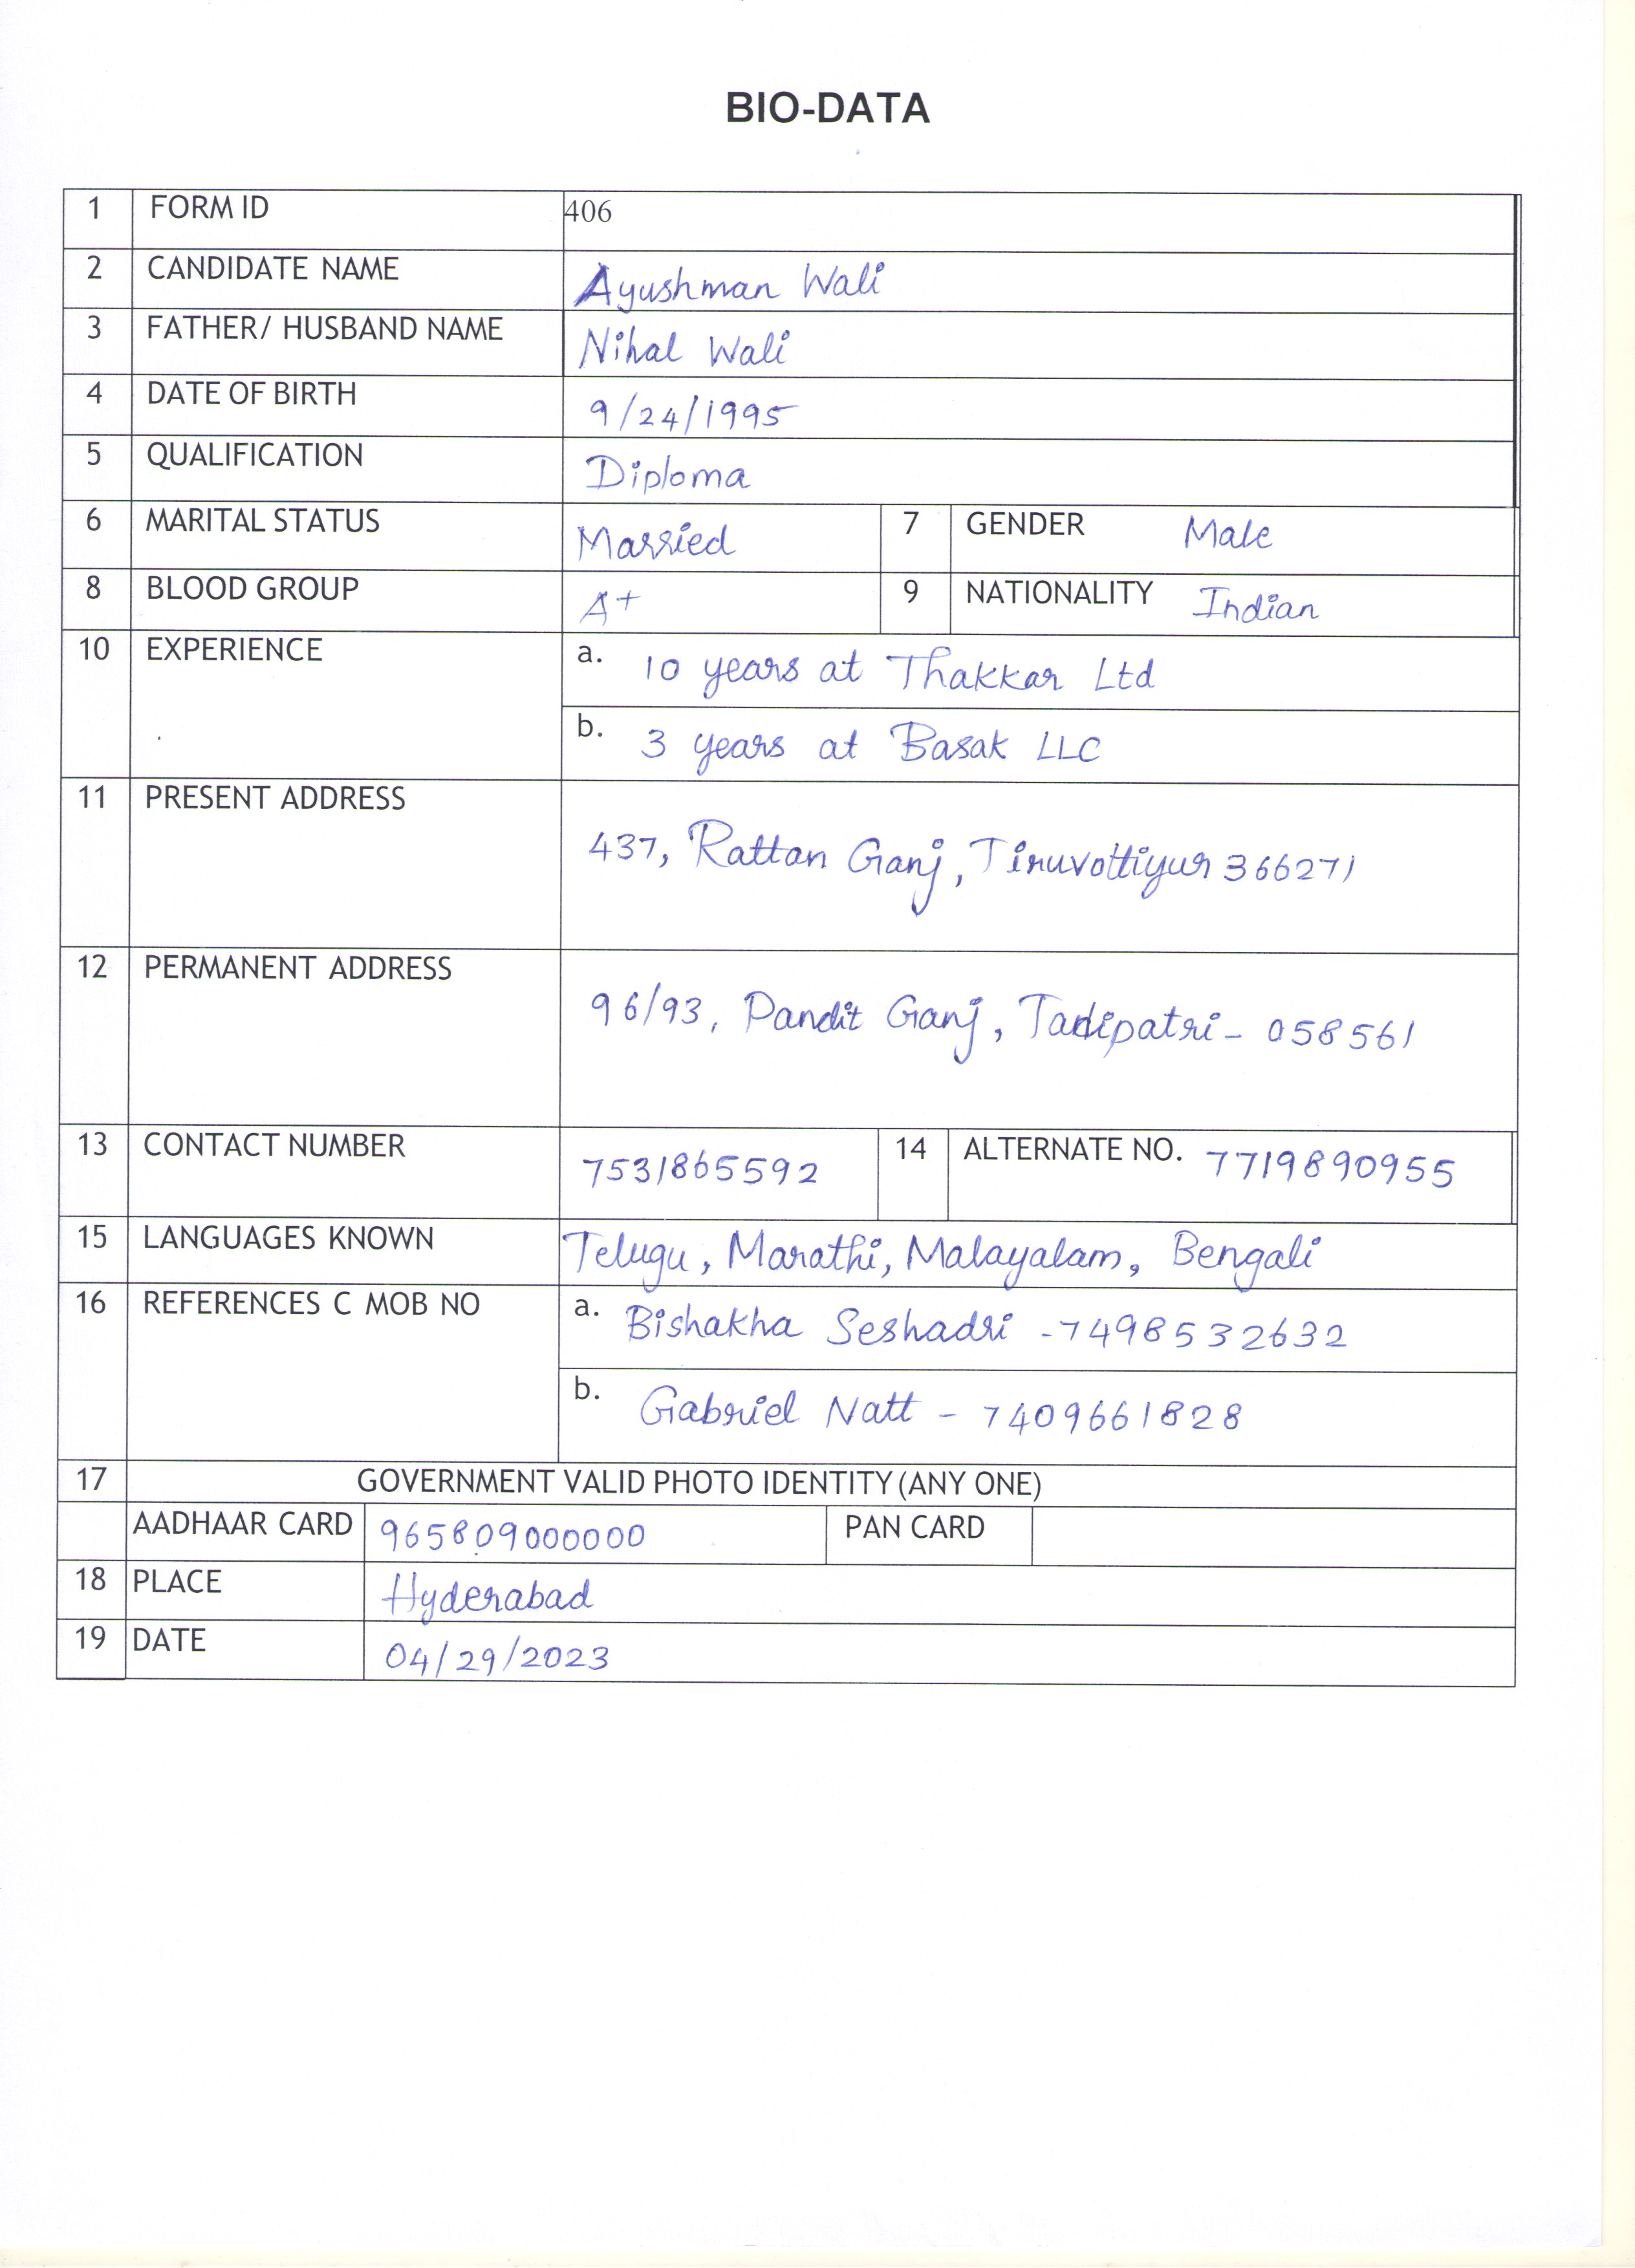 BIO-DATA
1 FORM ID 406
2 CANDIDATE NAME Ayushman Wali
3 FATHER/ HUSBAND NAME Nihal Wali
4 DATE OF BIRTH 9/24/1995
5 QUALIFICATION Diploma
6 MARITAL STATUS Married 7 GENDER Male
8 BLOOD GROUP A+ 9 NATIONALITY Indian
10 EXPERIENCE a. 10 years at Thakkar Ltd
b. 3 years at Basak LLC
11 PRESENT ADDRESS
437, Rattan Ganj, Tiruvottiyur 366271
12 PERMANENT ADDRESS
96/93, Pandit Ganj, Tadipatri - 058561
13 CONTACT NUMBER 7531865592 14 ALTERNATE NO. 7719890955
15 LANGUAGES KNOWN Telugu, Marathi, Malayalam, Bengali
16 REFERENCES C MOB NO a. Bishakha Seshadri - 7498532632
b. Gabriel Natt - 7409661828
17 GOVERNMENT VALID PHOTO IDENTITY (ANY ONE)
AADHAAR CARD 965809000000 PAN CARD
18 PLACE Hyderabad
19 DATE 04/29/2023